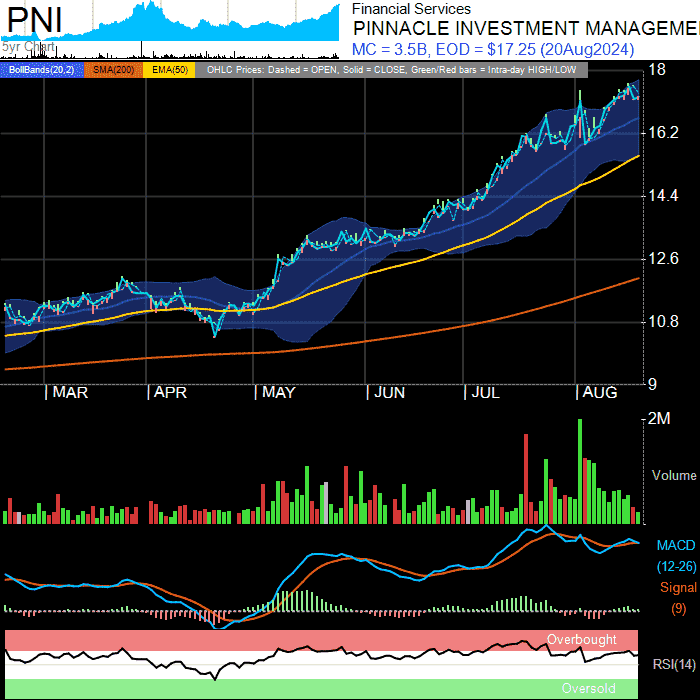 PNI
5yr Chart
Financial Services
PINNACLE INVESTMENT MANAGEME
MC = 3.5B, EOD = $17.25 (20Aug2024)
BollBands(20,2) SMA(200) EMA(50) OHLC Prices: Dashed = OPEN, Solid = CLOSE, Green/Red bars = Intra-day HIGH/LOW
18
16.2
14.4
12.6
10.8
9
MAR APR MAY JUN JUL AUG
2M
Volume
MACD
(12-26)
Signal
(9)
Overbought
RSI(14)
Oversold